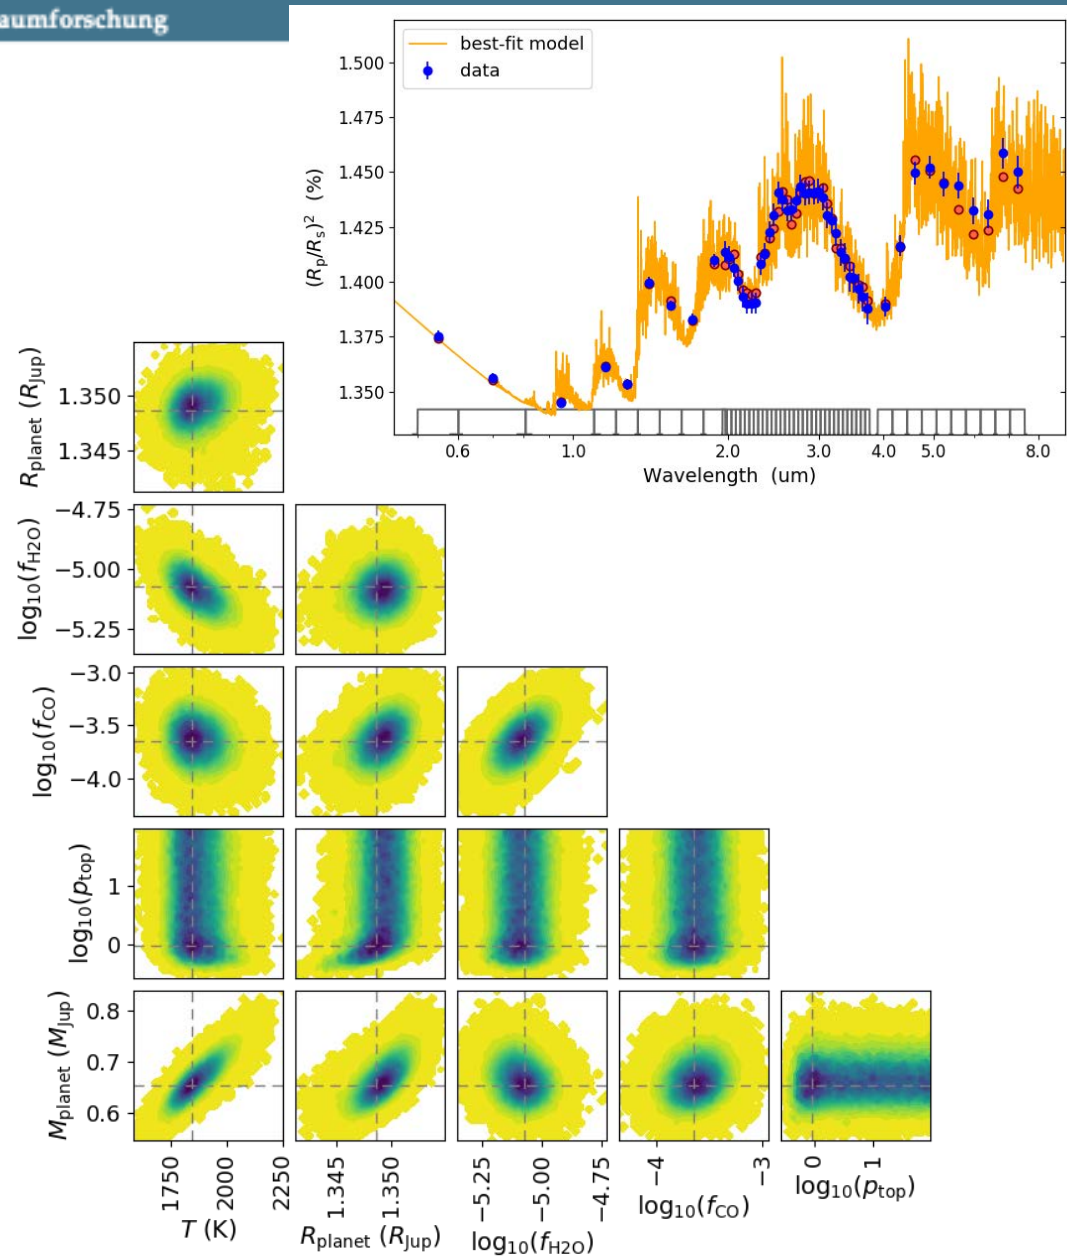 aumforschung
best-fit model
data
(Rp/Rs)² (%)
1.500
1.475
1.450
1.425
1.400
1.375
1.350
0.6 1.0 2.0 3.0 4.0 5.0 8.0
Wavelength (um)
Rplanet (RJup)
1.350
1.345
log10(fH2O)
−4.75
−5.00
−5.25
log10(fCO)
−3.0
−3.5
−4.0
log10(ptop)
1
0
Mplanet (MJup)
0.8
0.7
0.6
1750 2000 2250
T (K)
1.345 1.350
Rplanet (RJup)
−5.25 −5.00 −4.75
log10(fH2O)
−4 −3
log10(fCO)
0 1
log10(ptop)